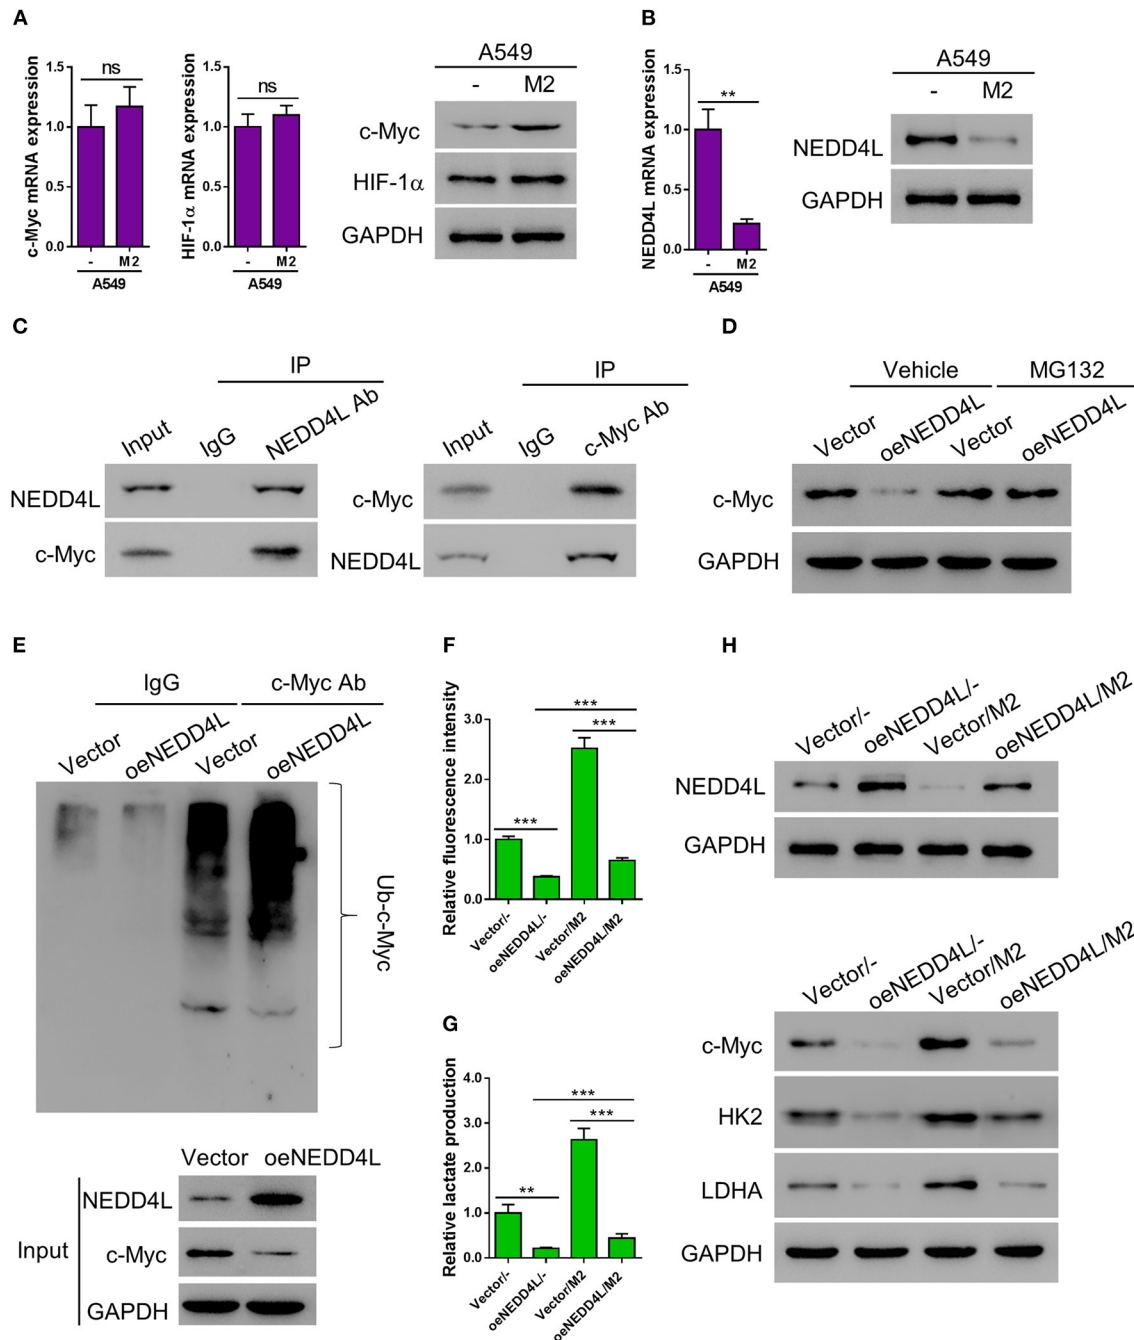 A
c-Myc mRNA expression
1.5
1.0
0.5
0.0
ns
- M2
A549
HIF-1α mRNA expression
1.5
1.0
0.5
0.0
ns
- M2
A549
A549
- M2
c-Myc
HIF-1α
GAPDH
B
NEDD4L mRNA expression
1.5
1.0
0.5
0.0
**
- M2
A549
A549
- M2
NEDD4L
GAPDH
C
IP
Input IgG NEDD4L Ab
NEDD4L
c-Myc
IP
Input IgG c-Myc Ab
c-Myc
NEDD4L
D
Vehicle MG132
Vector oeNEDD4L Vector oeNEDD4L
c-Myc
GAPDH
E
IgG c-Myc Ab
Vector oeNEDD4L Vector oeNEDD4L
Ub-c-Myc
Vector oeNEDD4L
Input
NEDD4L
c-Myc
GAPDH
F
Relative fluorescence intensity
3.0
2.0
1.0
0.0
***
***
***
Vector/- oeNEDD4L/- Vector/M2 oeNEDD4L/M2
G
Relative lactate production
4.0
3.0
2.0
1.0
0.0
***
***
**
Vector/- oeNEDD4L/- Vector/M2 oeNEDD4L/M2
H
Vector/- oeNEDD4L/- Vector/M2 oeNEDD4L/M2
NEDD4L
GAPDH
Vector/- oeNEDD4L/- Vector/M2 oeNEDD4L/M2
c-Myc
HK2
LDHA
GAPDH